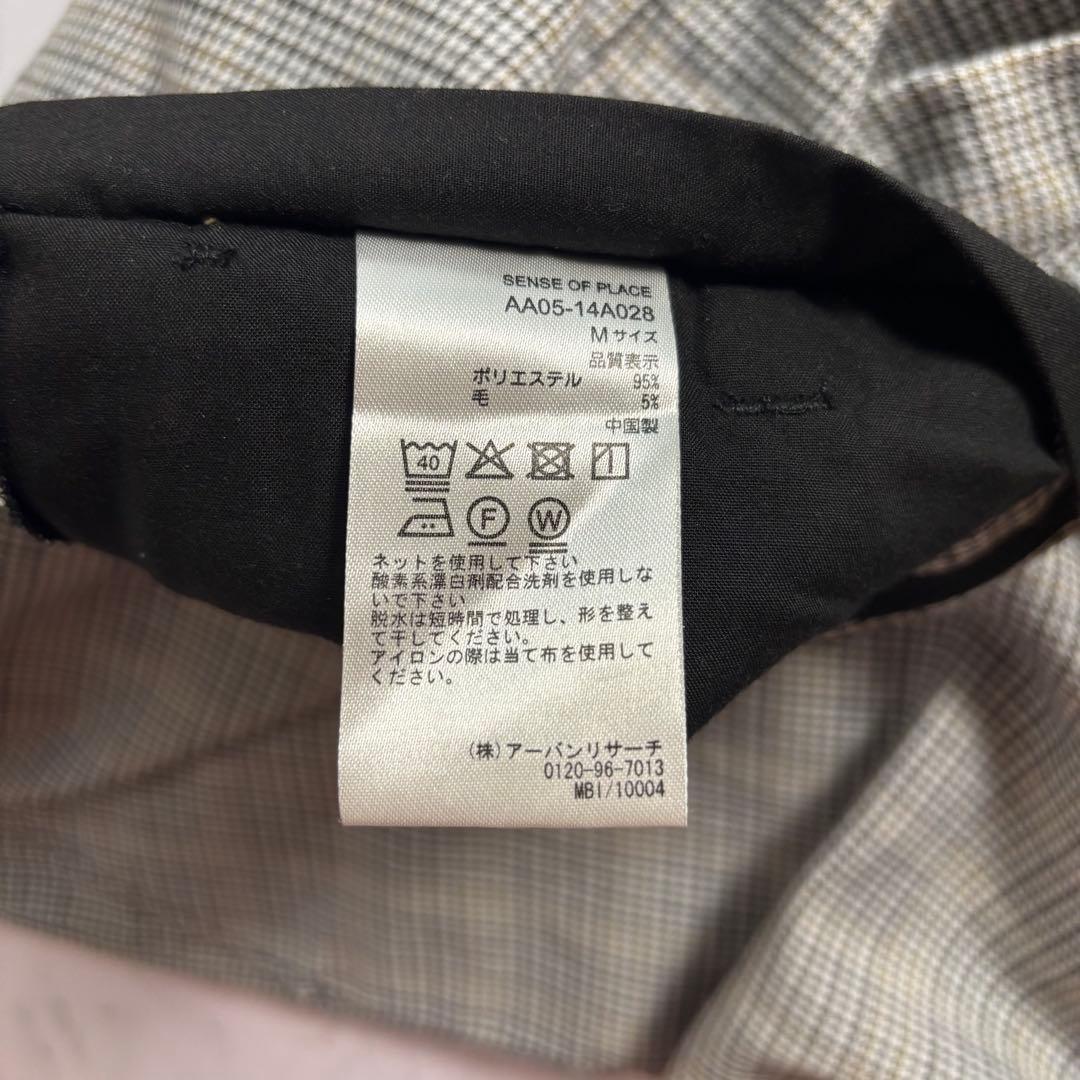 SENSE OF PLACE
AA05-14A028
Mサイズ
品質表示
ポリエステル 95%
毛 5%
中国製
40
F W
ネットを使用して下さい
酸素系漂白剤配合洗剤を使用しな
いで下さい
脱水は短時間で処理し、形を整え
て干してください。
アイロンの際は当て布を使用して
ください。
(株)アーバンリサーチ
0120-96-7013
MBI/10004